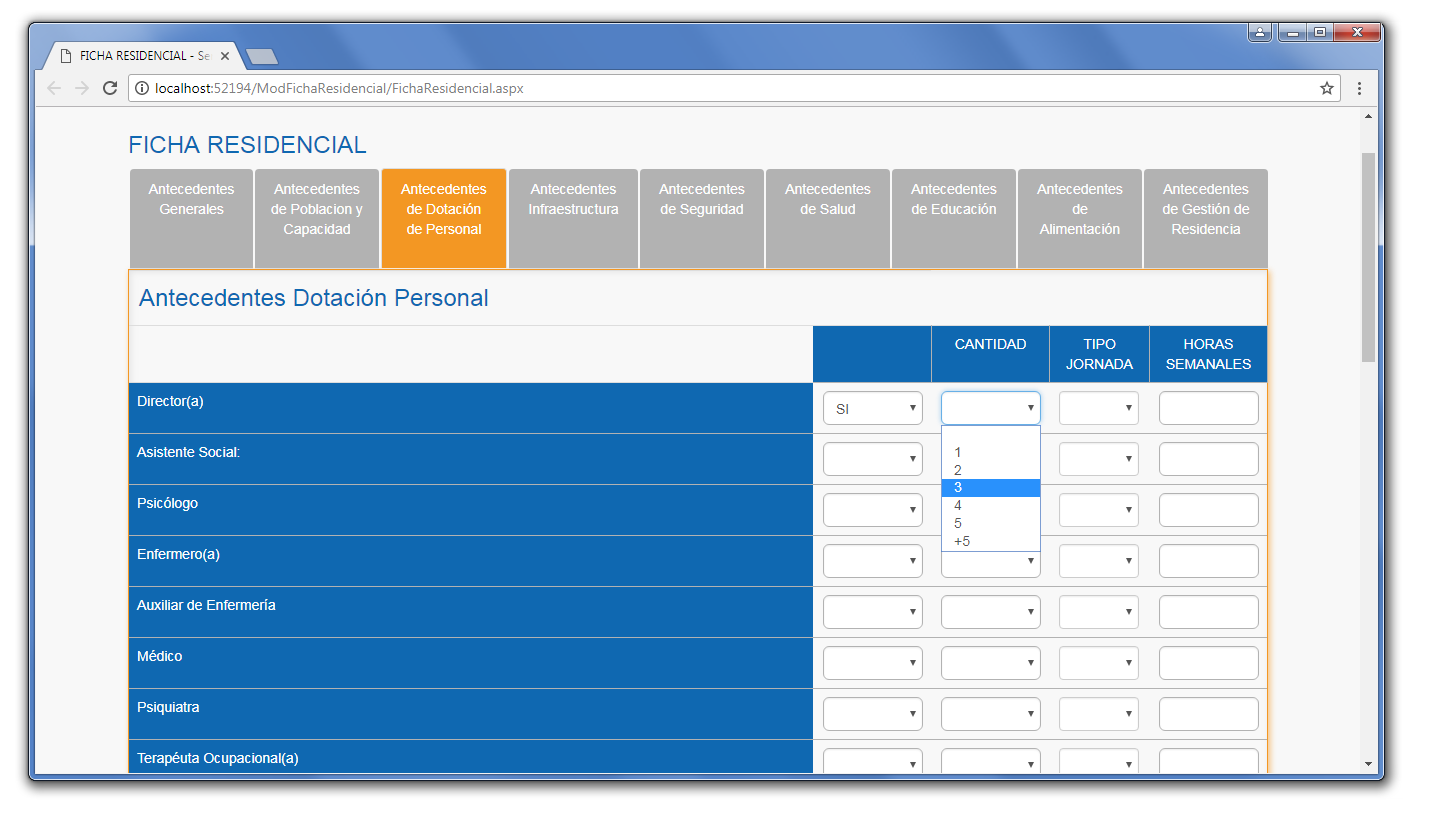 FICHA RESIDENCIAL - Se
localhost:52194/ModFichaResidencial/FichaResidencial.aspx
FICHA RESIDENCIAL
Antecedentes
Generales
Antecedentes
de Poblacion y
Capacidad
Antecedentes
de Dotación
de Personal
Antecedentes
Infraestructura
Antecedentes
de Seguridad
Antecedentes
de Salud
Antecedentes
de Educación
Antecedentes
de
Alimentación
Antecedentes
de Gestión de
Residencia
Antecedentes Dotación Personal
CANTIDAD
TIPO
JORNADA
HORAS
SEMANALES
Director(a)
SI
1
2
3
4
5
+5
Asistente Social:
Psicólogo
Enfermero(a)
Auxiliar de Enfermería
Médico
Psiquiatra
Terapéuta Ocupacional(a)